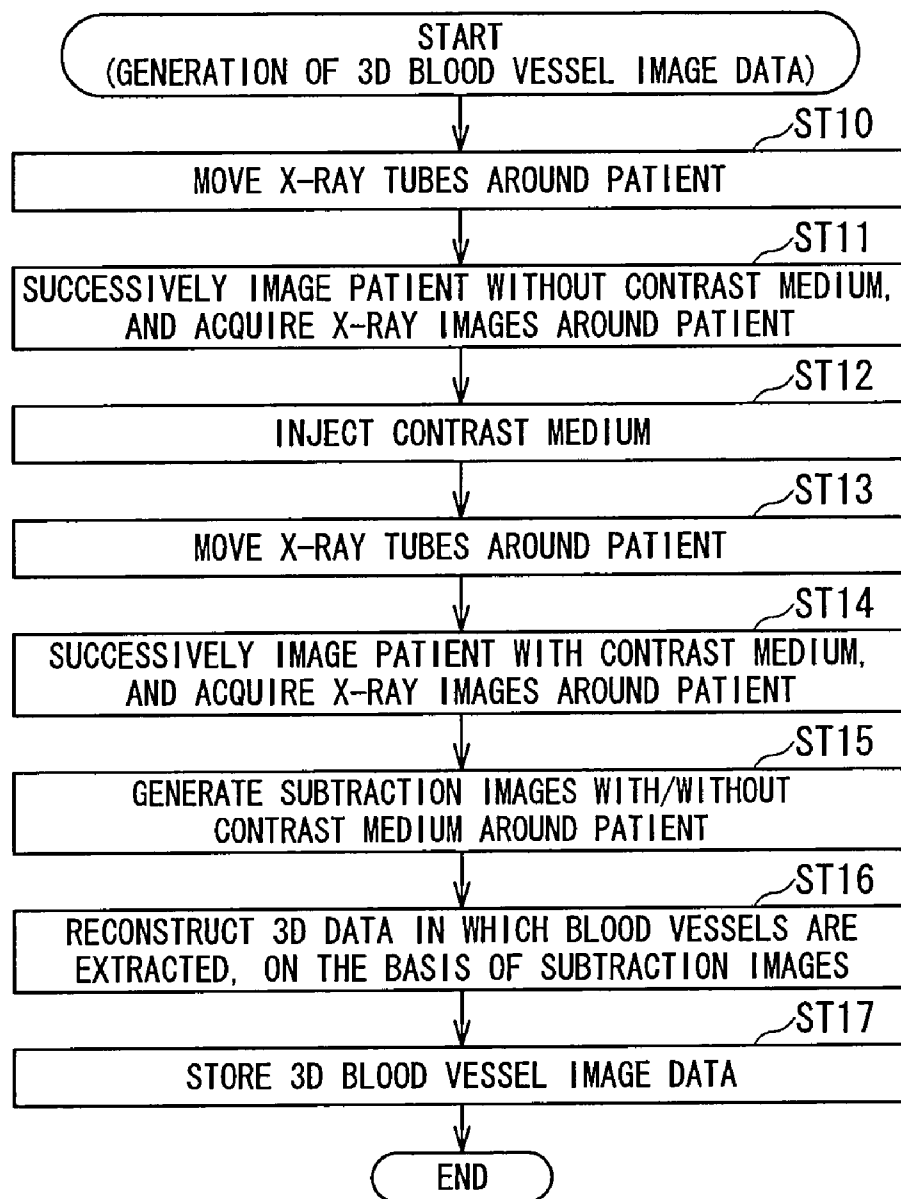 START
(GENERATION OF 3D BLOOD VESSEL IMAGE DATA)
ST10
MOVE X-RAY TUBES AROUND PATIENT
ST11
SUCCESSIVELY IMAGE PATIENT WITHOUT CONTRAST MEDIUM,
AND ACQUIRE X-RAY IMAGES AROUND PATIENT
ST12
INJECT CONTRAST MEDIUM
ST13
MOVE X-RAY TUBES AROUND PATIENT
ST14
SUCCESSIVELY IMAGE PATIENT WITH CONTRAST MEDIUM,
AND ACQUIRE X-RAY IMAGES AROUND PATIENT
ST15
GENERATE SUBTRACTION IMAGES WITH/WITHOUT
CONTRAST MEDIUM AROUND PATIENT
ST16
RECONSTRUCT 3D DATA IN WHICH BLOOD VESSELS ARE
EXTRACTED, ON THE BASIS OF SUBTRACTION IMAGES
ST17
STORE 3D BLOOD VESSEL IMAGE DATA
END